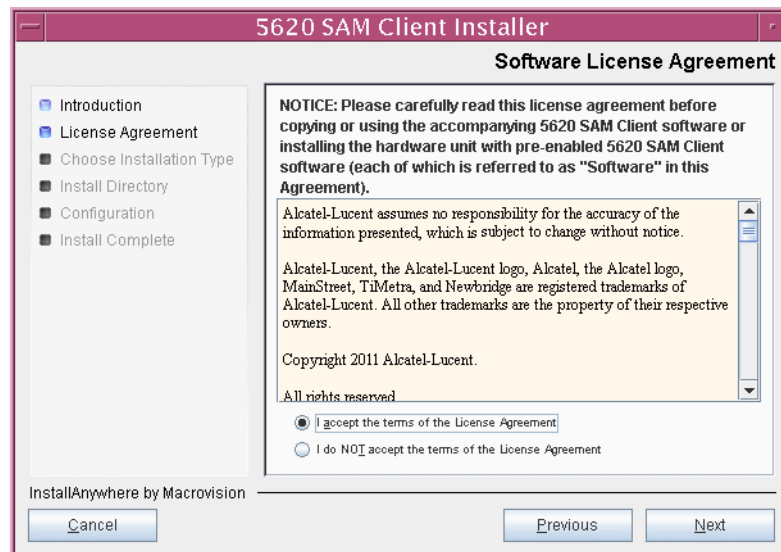 5620 SAM Client Installer
Software License Agreement
Introduction
License Agreement
Choose Installation Type
Install Directory
Configuration
Install Complete
NOTICE: Please carefully read this license agreement before
copying or using the accompanying 5620 SAM Client software or
installing the hardware unit with pre-enabled 5620 SAM Client
software (each of which is referred to as "Software" in this
Agreement).
Alcatel-Lucent assumes no responsibility for the accuracy of the
information presented, which is subject to change without notice.
Alcatel-Lucent, the Alcatel-Lucent logo, Alcatel, the Alcatel logo,
MainStreet, TiMetra, and Newbridge are registered trademarks of
Alcatel-Lucent. All other trademarks are the property of their respective
owners.
Copyright 2011 Alcatel-Lucent.
All rights reserved
I accept the terms of the License Agreement
I do NOT accept the terms of the License Agreement
InstallAnywhere by Macrovision
Cancel
Previous
Next